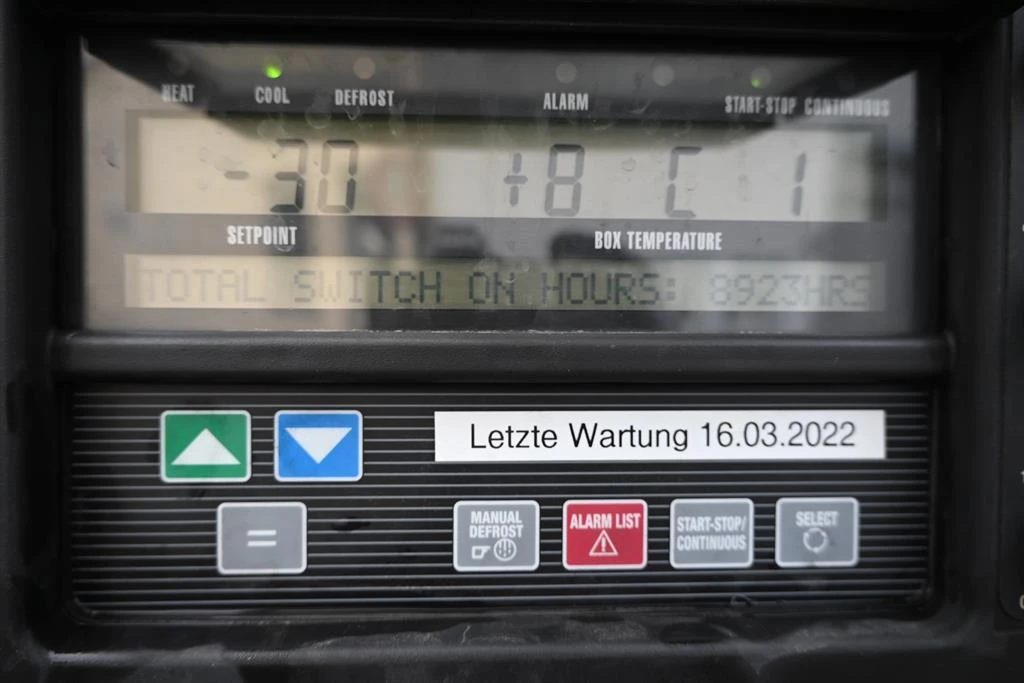 HEAT COOL DEFROST ALARM START-STOP CONTINUOUS
-30 +8 C 1
SETPOINT BOX TEMPERATURE
TOTAL SWITCH ON HOURS: 8923HRS
Letzte Wartung 16.03.2022
=
MANUAL
DEFROST
ALARM LIST
START-STOP/
CONTINUOUS
SELECT